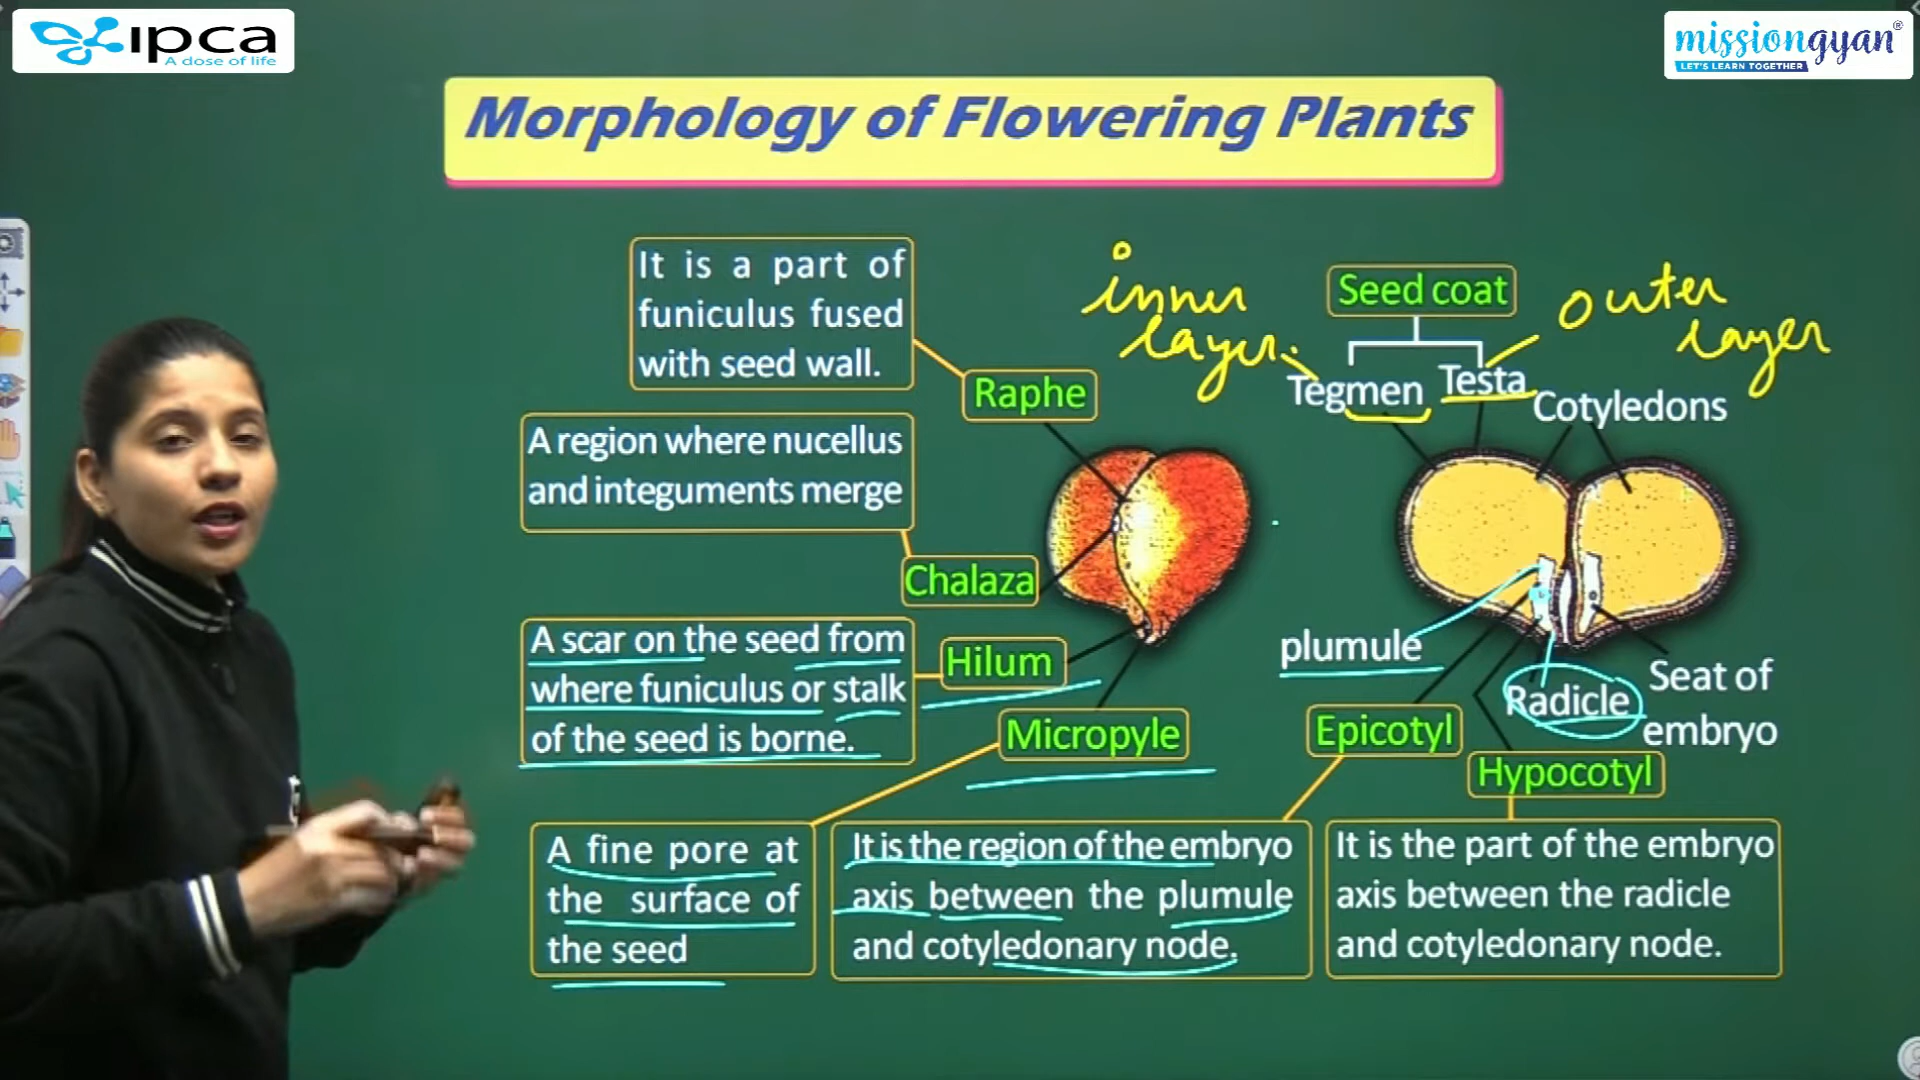 ipca
A dose of life
missiongyan®
LET'S LEARN TOGETHER
Morphology of Flowering Plants
It is a part of
funiculus fused
with seed wall.
Raphe
A region where nucellus
and integuments merge
Chalaza
A scar on the seed from
where funiculus or stalk
of the seed is borne.
Hilum
Micropyle
A fine pore at
the surface of
the seed
inner
layer
Seed coat
outer
layer
Tegmen
Testa
Cotyledons
plumule
Radicle
Seat of
embryo
Epicotyl
Hypocotyl
It is the region of the embryo
axis between the plumule
and cotyledonary node.
It is the part of the embryo
axis between the radicle
and cotyledonary node.